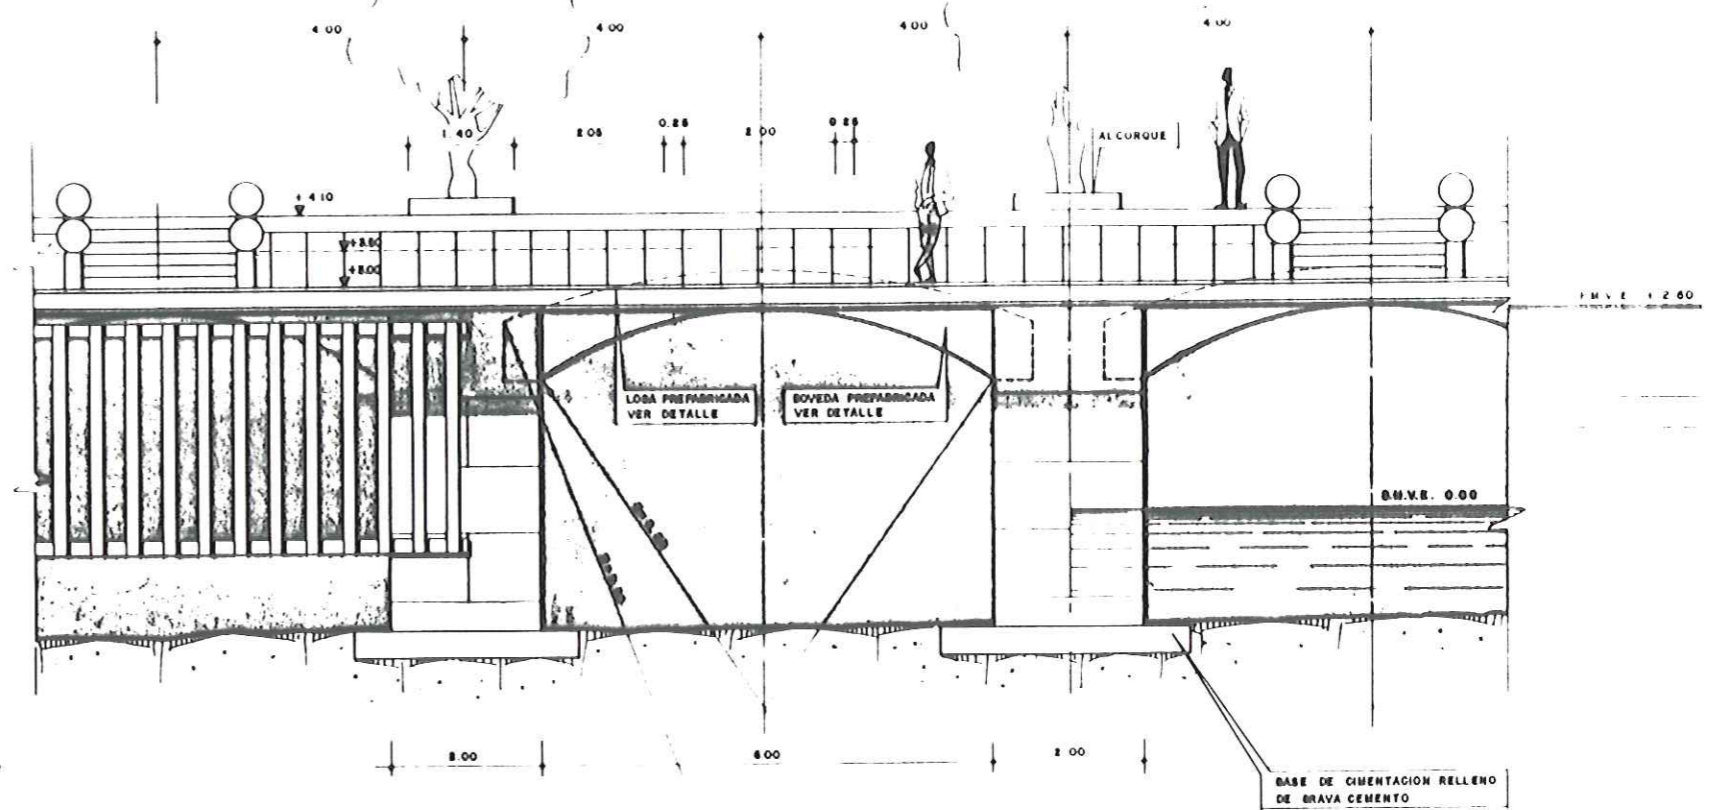 4.00
4.00
4.00
4.00
1.40
2.05
0.25
2.00
0.25
ALCORQUE
+ 4.10
+3.50
+3.00
+ 2.60
LOSA PREFABRICADA
VER DETALLE
BOVEDA PREFABRICADA
VER DETALLE
B.M.V.E. 0.00
2.00
6.00
2.00
BASE DE CIMENTACION RELLENO
DE GRAVA CEMENTO